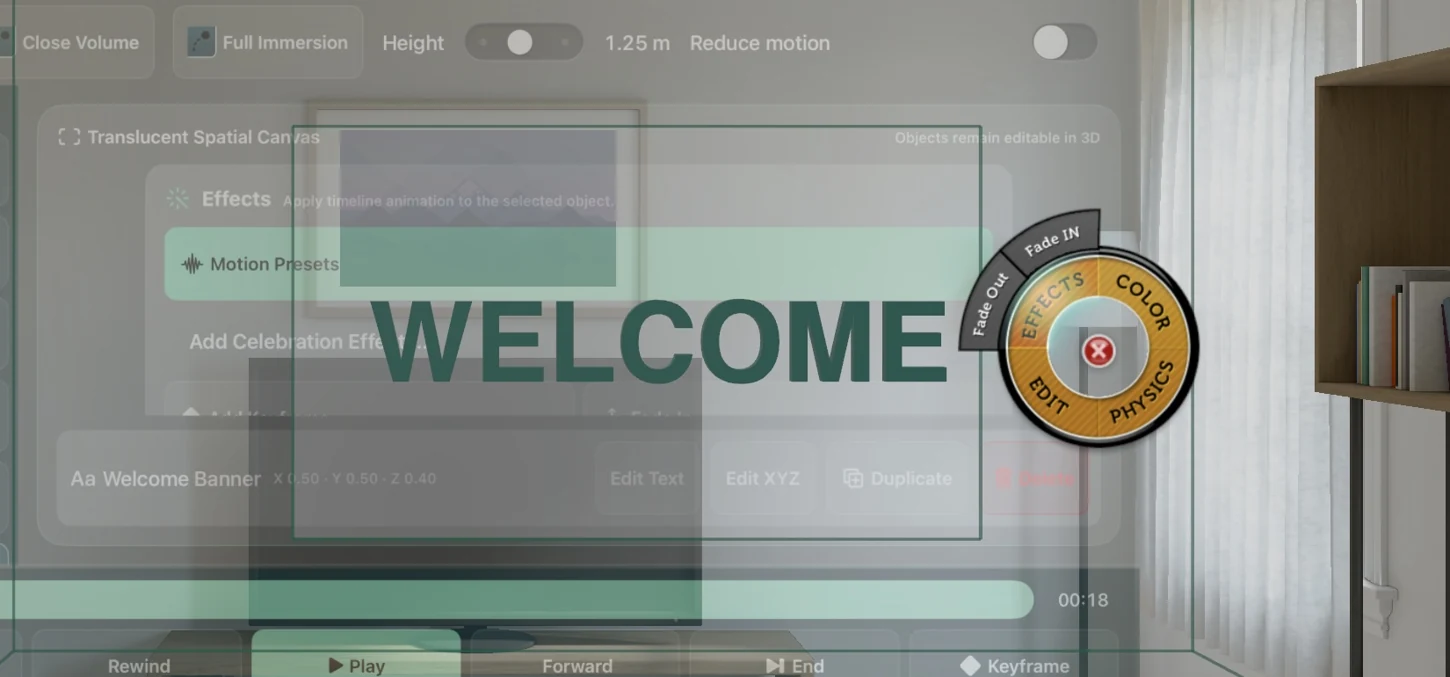 Close Volume
Full Immersion
Height
1.25 m
Reduce motion
Translucent Spatial Canvas
Objects remain editable in 3D
Effects
Apply timeline animation to the selected object.
Motion Presets
Fade IN
Fade Out
EFFECTS
COLOR
EDIT
PHYSICS
WELCOME
Add Celebration
Aa Welcome Banner
X 0.50 · Y 0.50 · Z 0.40
Edit Text
Edit XYZ
Duplicate
00:18
Rewind
Play
Forward
End
Keyframe